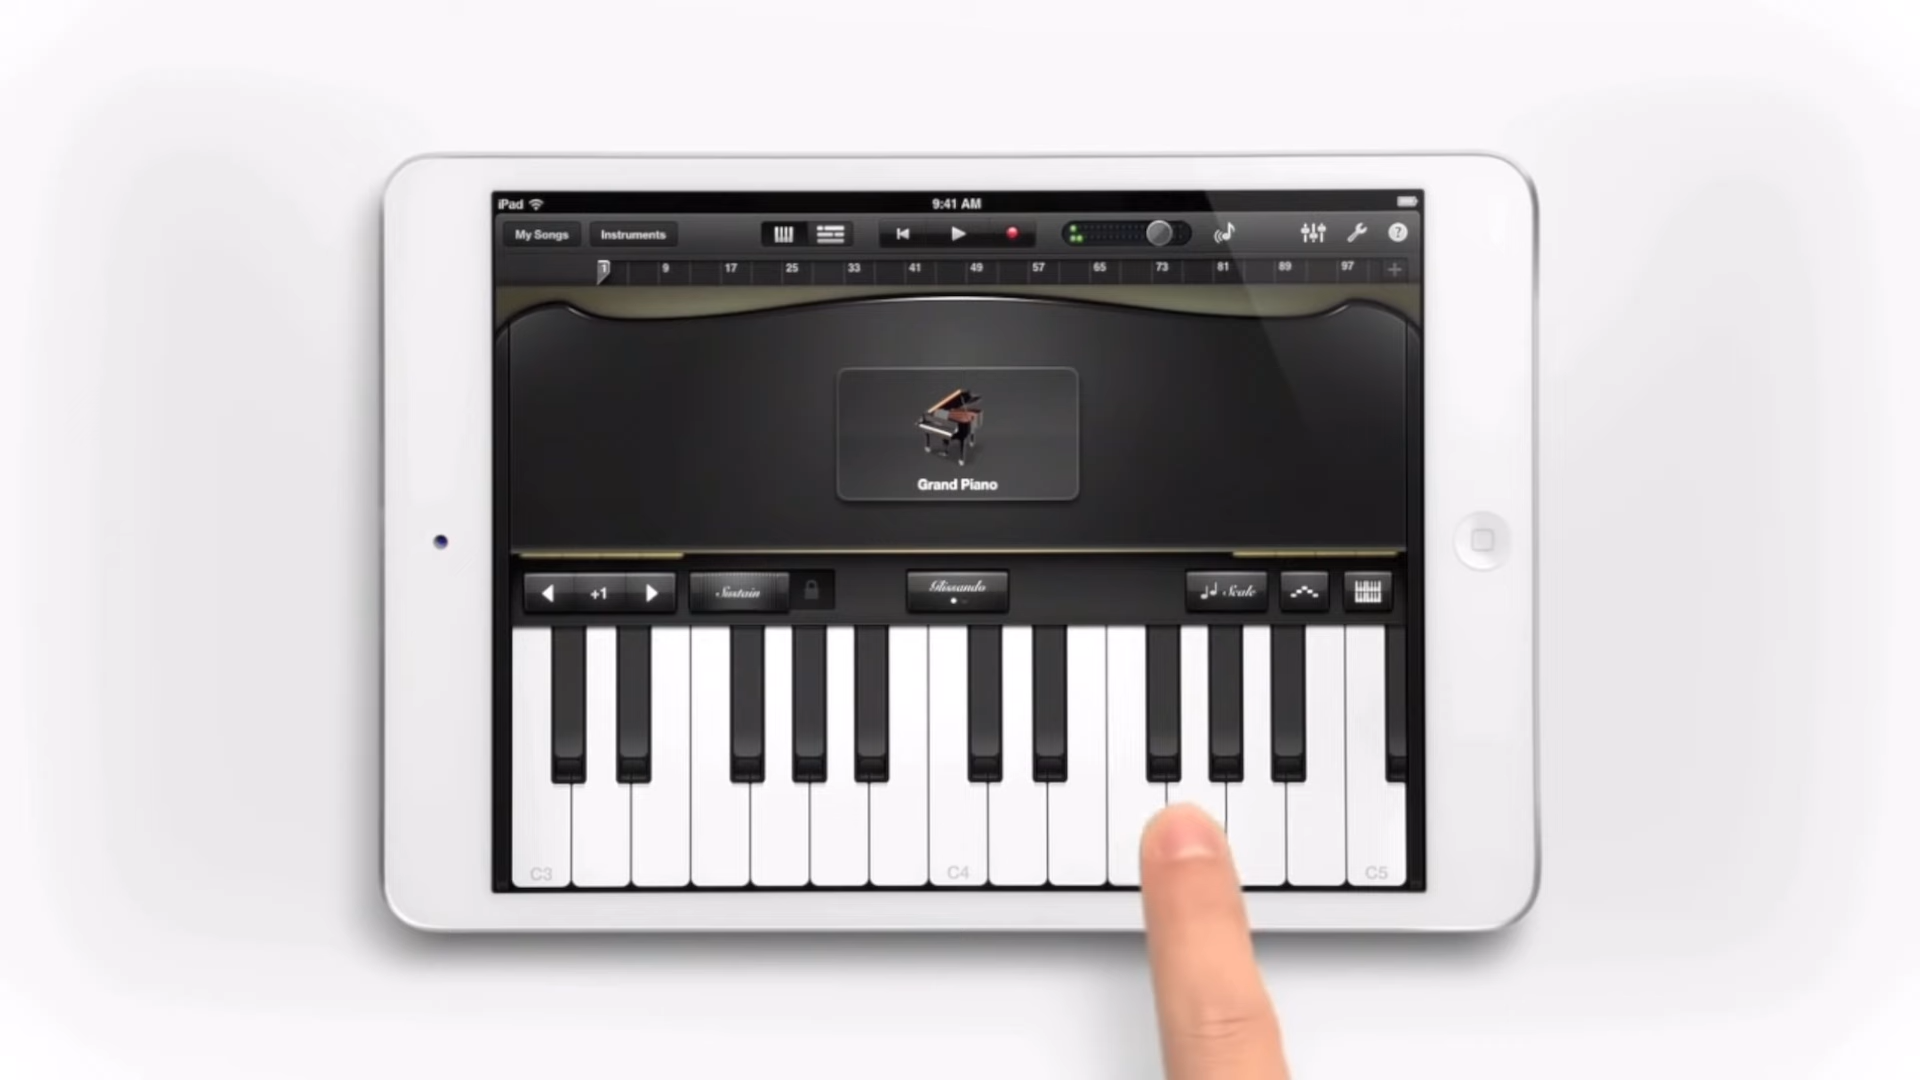 iPad 9:41 AM
My Songs Instruments ?
1 9 17 25 33 41 49 57 65 73 81 89 97 +
Grand Piano
+1 Sustain Glissando Scale
C3 C4 C5